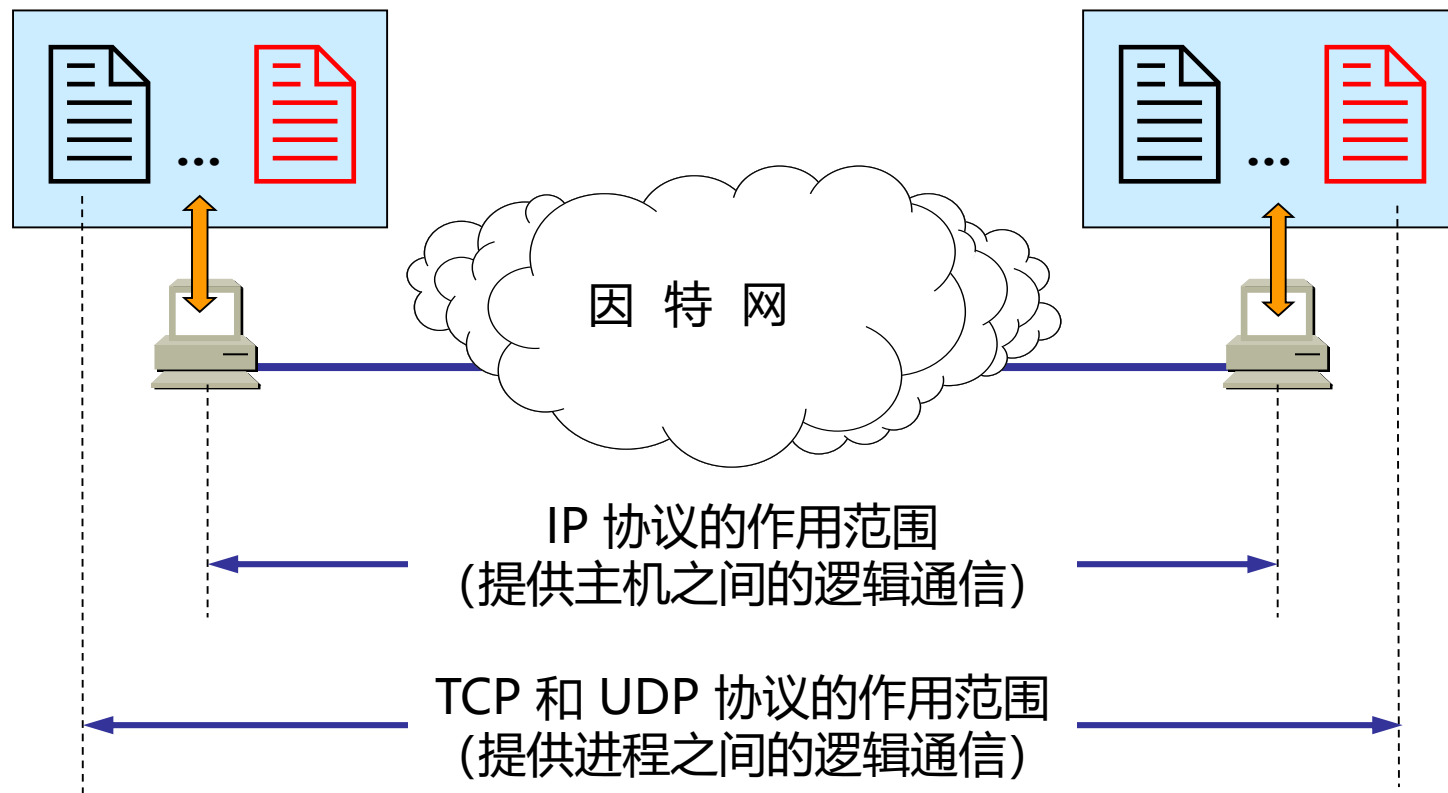 ...
...
因 特 网
IP 协议的作用范围
（提供主机之间的逻辑通信）
TCP 和 UDP 协议的作用范围
（提供进程之间的逻辑通信）